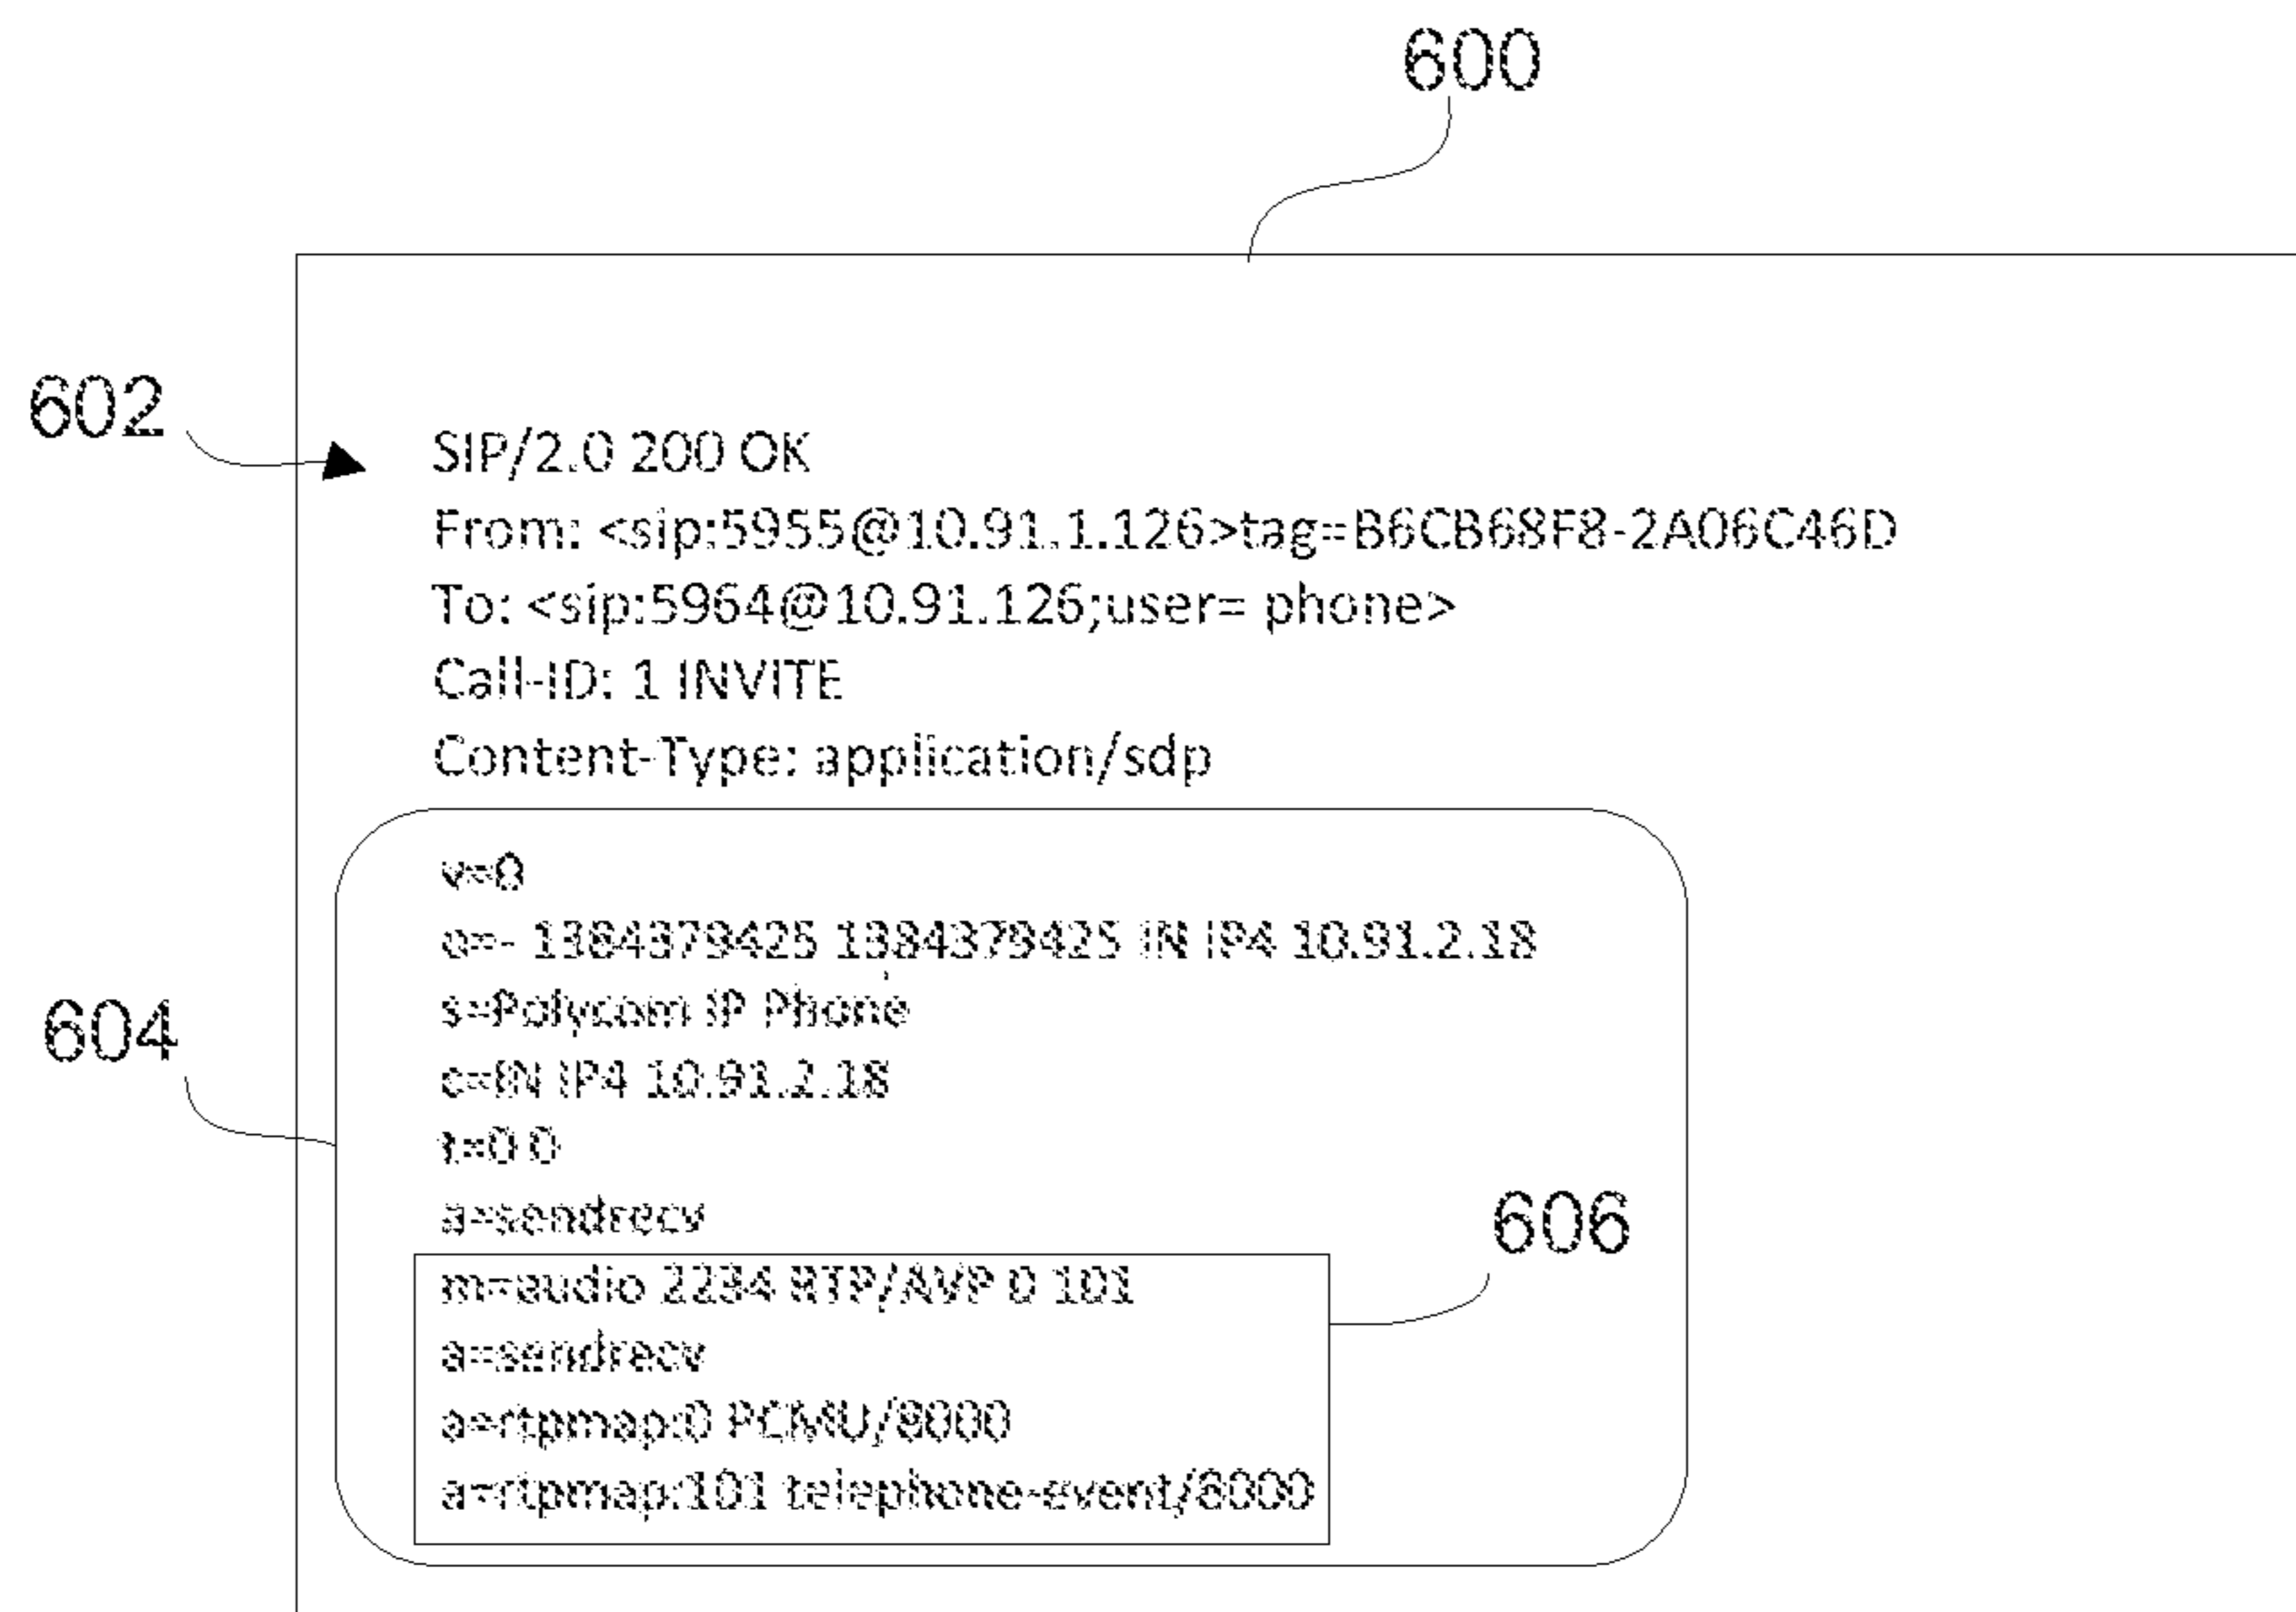 600
602
SIP/2.0 200 OK
From: <sip:5955@10.91.1.126>tag=B6CB68F8-2A06C46D
To: <sip:5964@10.91.126;user= phone>
Call-ID: 1 INVITE
Content-Type: application/sdp
v=0
o=- 1384379425 1384379425 IN IP4 10.91.2.18
s=Polycom IP Phone
604
c=IN IP4 10.91.2.18
t=0 0
a=sendrecv
606
m=audio 2234 RTP/AVP 0 101
a=sendrecv
a=rtpmap:0 PCMU/8000
a=rtpmap:101 telephone-event/8000